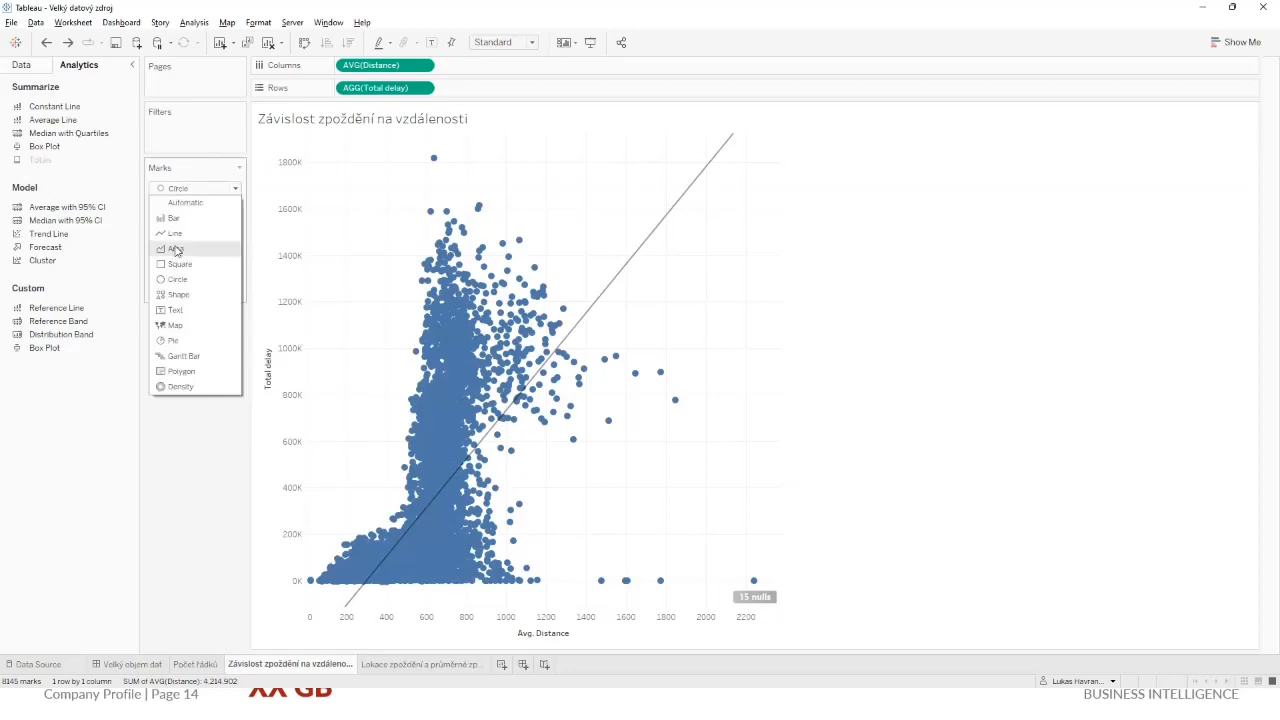 Tableau - Velký datový zdroj
File Data Worksheet Dashboard Story Analysis Map Format Server Window Help
Standard
Show Me
Data Analytics
Summarize
Constant Line
Average Line
Median with Quartiles
Box Plot
Totals
Model
Average with 95% CI
Median with 95% CI
Trend Line
Forecast
Cluster
Custom
Reference Line
Reference Band
Distribution Band
Box Plot
Pages
Filters
Marks
Circle
Automatic
Bar
Line
Area
Square
Circle
Shape
Text
Map
Pie
Gantt Bar
Polygon
Density
Columns AVG(Distance)
Rows AGG(Total delay)
Závislost zpoždění na vzdálenosti
1800K
1600K
1400K
1200K
1000K
800K
600K
400K
200K
0K
Total delay
15 nulls
0 200 400 600 800 1000 1200 1400 1600 1800 2000 2200
Avg. Distance
Data Source Velký objem dat Počet řádků Závislost zpoždění na vzdáleno... Lokace zpoždění a průměrné zp...
8145 marks 1 row by 1 column SUM of AVG(Distance): 4,214,902 Lukas Havran...
Company Profile | Page 14 XX GB BUSINESS INTELLIGENCE